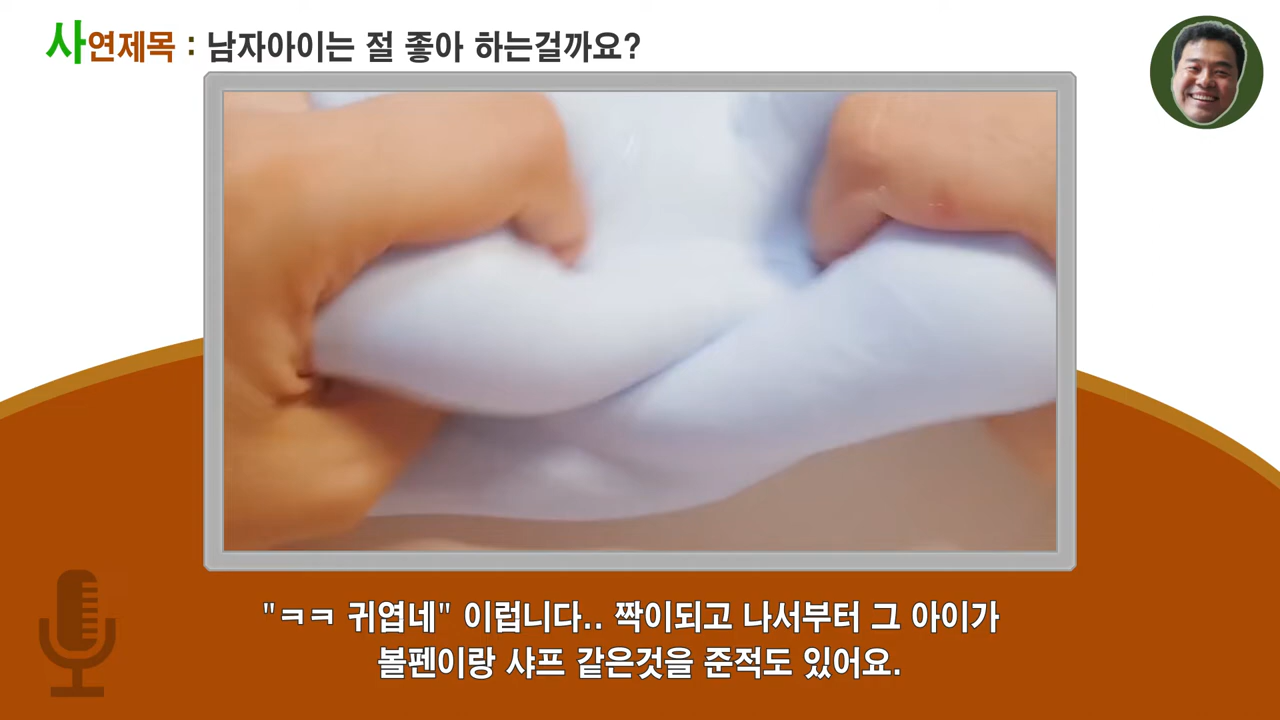 사연제목 : 남자아이는 절 좋아 하는걸까요?
"ㅋㅋ 귀엽네" 이럽니다.. 짝이되고 나서부터 그 아이가
볼펜이랑 샤프 같은것을 준적도 있어요.